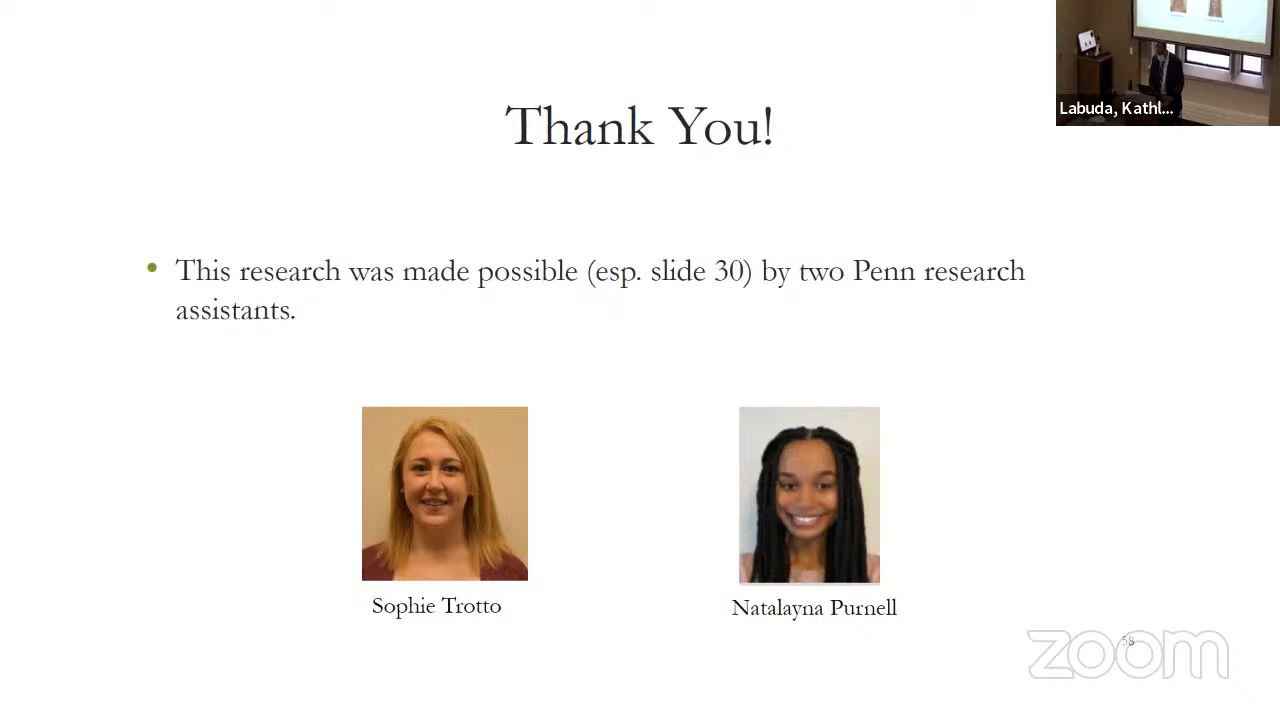 Labuda, Kathl...
Thank You!
• This research was made possible (esp. slide 30) by two Penn research
assistants.
Sophie Trotto
Natalayna Purnell
58
zoom